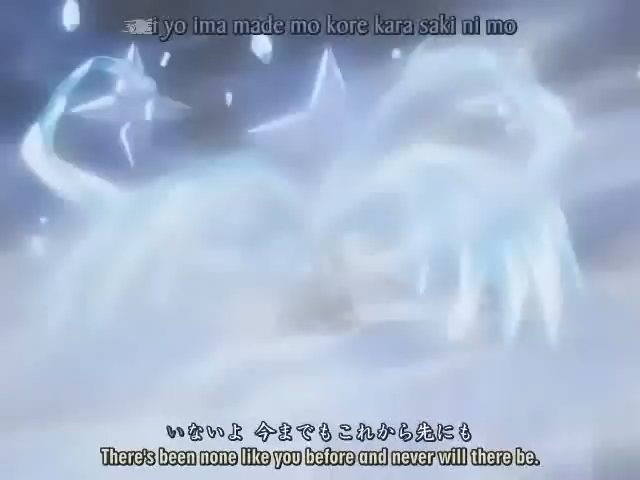 yo ima made mo kore kara saki ni mo
いないよ 今までもこれから先にも
There's been none like you before and never will there be.